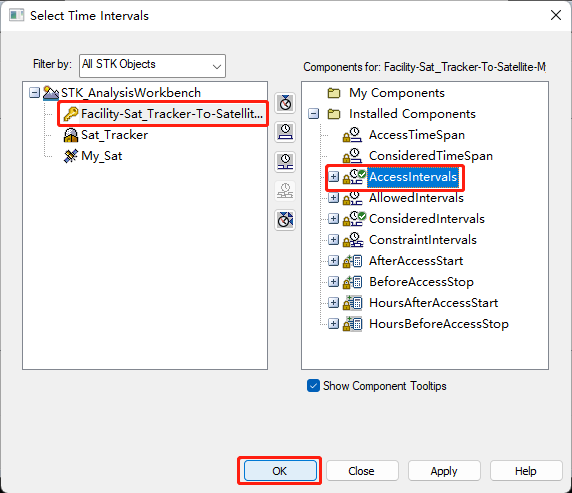 Select Time Intervals
Filter by:
All STK Objects
Components for: Facility-Sat_Tracker-To-Satellite-M
STK_AnalysisWorkbench
Facility-Sat_Tracker-To-Satellit...
Sat_Tracker
My_Sat
My Components
Installed Components
AccessTimeSpan
ConsideredTimeSpan
AccessIntervals
AllowedIntervals
ConsideredIntervals
ConstraintIntervals
AfterAccessStart
BeforeAccessStop
HoursAfterAccessStart
HoursBeforeAccessStop
Show Component Tooltips
OK
Close
Apply
Help